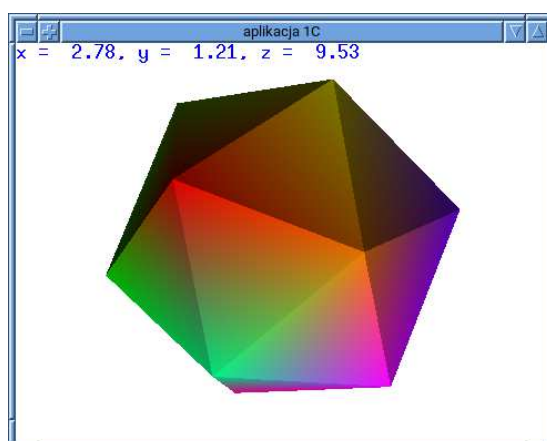 aplikacja 1C
x =  2.78, y =  1.21, z =  9.53